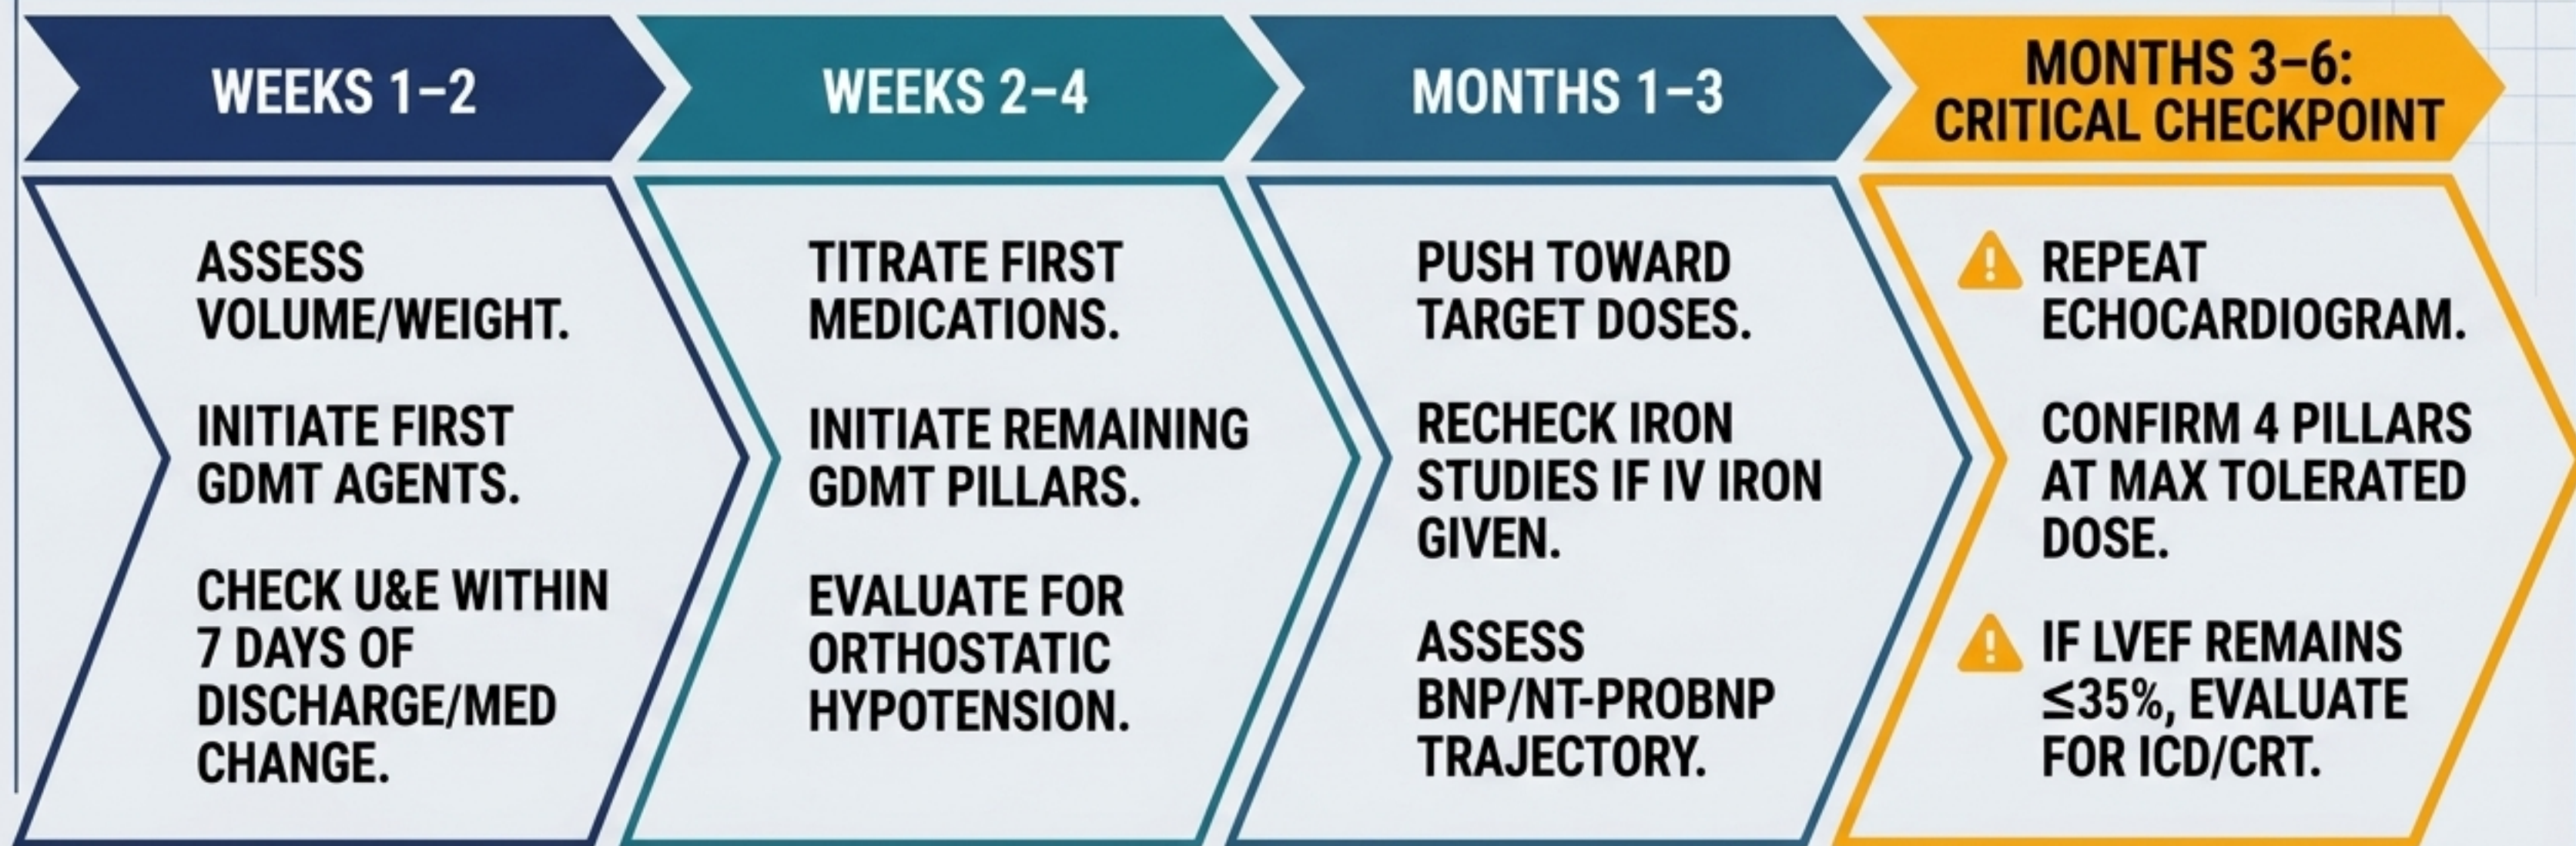 WEEKS 1–2
ASSESS
VOLUME/WEIGHT.
INITIATE FIRST
GDMT AGENTS.
CHECK U&E WITHIN
7 DAYS OF
DISCHARGE/MED
CHANGE.
WEEKS 2–4
TITRATE FIRST
MEDICATIONS.
INITIATE REMAINING
GDMT PILLARS.
EVALUATE FOR
ORTHOSTATIC
HYPOTENSION.
MONTHS 1–3
PUSH TOWARD
TARGET DOSES.
RECHECK IRON
STUDIES IF IV IRON
GIVEN.
ASSESS
BNP/NT-PROBNP
TRAJECTORY.
MONTHS 3–6:
CRITICAL CHECKPOINT
REPEAT
ECHOCARDIOGRAM.
CONFIRM 4 PILLARS
AT MAX TOLERATED
DOSE.
IF LVEF REMAINS
≤35%, EVALUATE
FOR ICD/CRT.